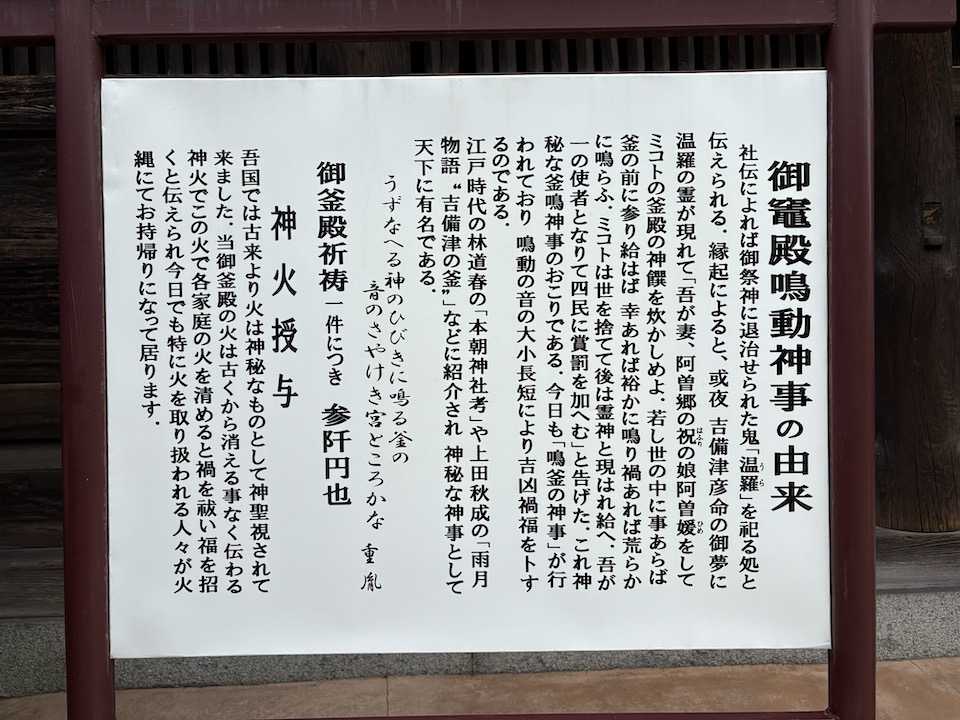 御竈殿鳴動神事の由来
社伝によれば御祭神に退治せられた鬼「温羅」を祀る処と
うら
伝えられる．縁起によると、或夜 吉備津彦命の御夢に
温羅の霊が現れて「吾が妻、阿曽郷の祝の娘阿曽媛をして
はふり
ひめ
ミコトの釜殿の神饌を炊かしめよ、若し世の中に事あらば
釜の前に参り給はば 幸あれば裕かに鳴り禍あれば荒らか
に鳴らふ．ミコトは世を捨てて後は霊神と現はれ給へ、吾が
一の使者となりて四民に賞罰を加へむ」と告げた．これ神
秘な釜鳴神事のおこりである．今日も「鳴釜の神事」が行
われており 鳴動の音の大小長短により吉凶禍福を卜す
るのである．
江戸時代の林道春の「本朝神社考」や上田秋成の「雨月
物語“吉備津の釜”」などに紹介され 神秘な神事として
天下に有名である．
うずなへる神のひびきに鳴る釜の
音のさやけき宮どころかな 重胤
御釜殿祈祷 一件につき 参阡円也
神火授与
吾国では古来より火は神秘なものとして神聖視されて
来ました．当御釜殿の火は古くから消える事なく伝わる
神火でこの火で各家庭の火を清めると禍を祓い福を招
くと伝えられ今日でも特に火を取り扱われる人々が火
縄にてお持帰りになって居ります．